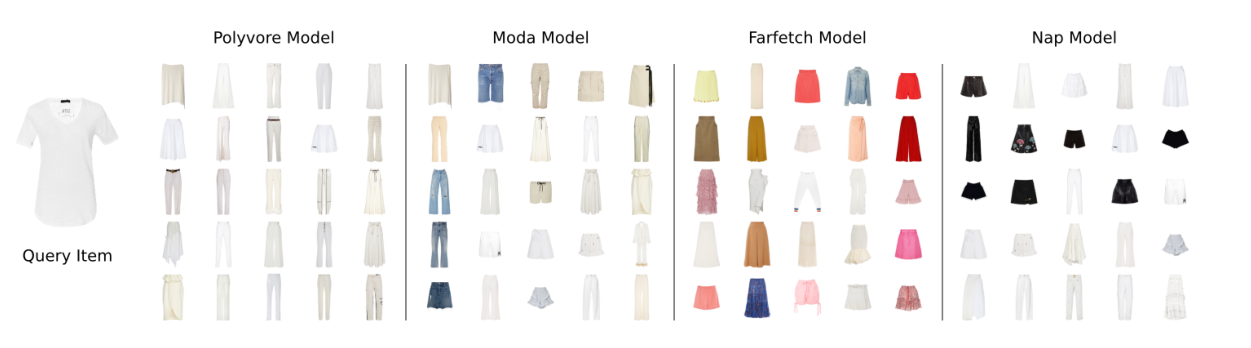 Polyvore Model
Moda Model
Farfetch Model
Nap Model
Query Item